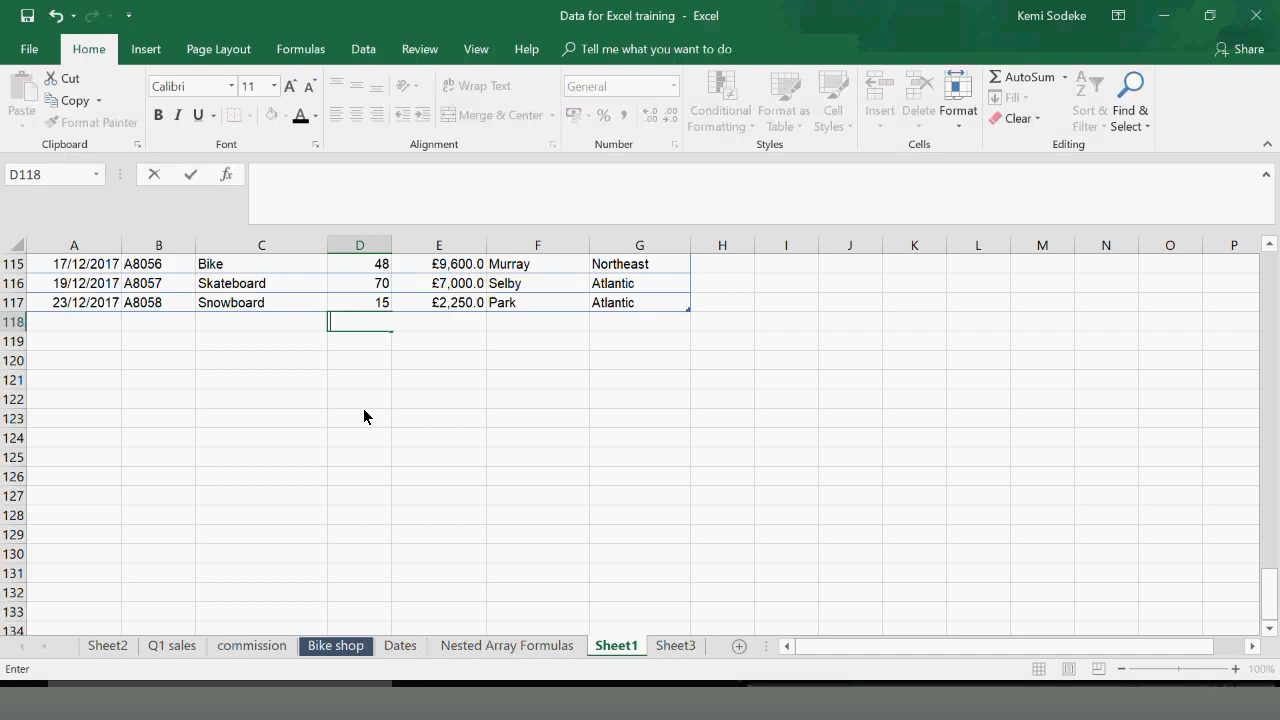 Data for Excel training - Excel
Kemi Sodeke
File Home Insert Page Layout Formulas Data Review View Help Tell me what you want to do Share
Paste
Cut
Copy
Format Painter
Clipboard
Calibri 11
B I U
Font
Wrap Text
Merge & Center
Alignment
General
Number
Conditional Formatting
Format as Table
Cell Styles
Styles
Insert Delete Format
Cells
AutoSum
Fill
Clear
Sort & Filter
Find & Select
Editing
D118 fx
A B C D E F G H I J K L M N O P
115 17/12/2017 A8056 Bike 48 £9,600.0 Murray Northeast
116 19/12/2017 A8057 Skateboard 70 £7,000.0 Selby Atlantic
117 23/12/2017 A8058 Snowboard 15 £2,250.0 Park Atlantic
118
119
120
121
122
123
124
125
126
127
128
129
130
131
132
133
134
Sheet2 Q1 sales commission Bike shop Dates Nested Array Formulas Sheet1 Sheet3
Enter 100%